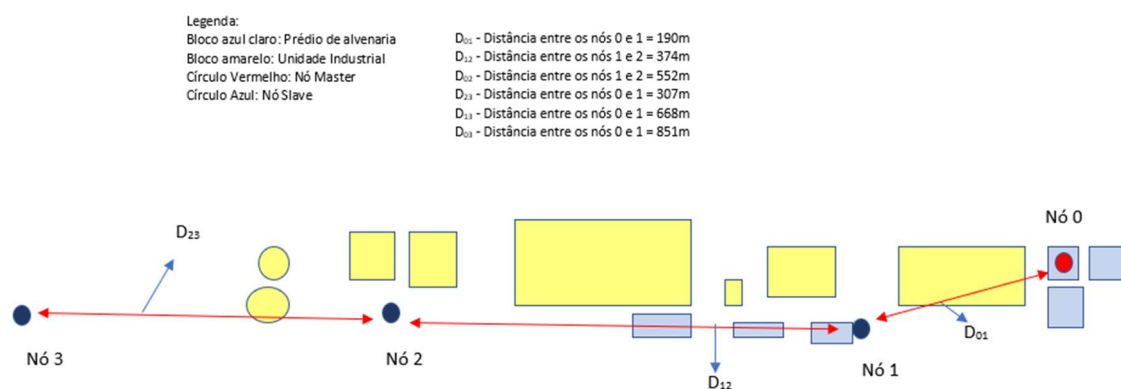 Legenda:
Bloco azul claro: Prédio de alvenaria
Bloco amarelo: Unidade Industrial
Círculo Vermelho: Nó Master
Círculo Azul: Nó Slave
D₀₁ - Distância entre os nós 0 e 1 = 190m
D₁₂ - Distância entre os nós 1 e 2 = 374m
D₀₂ - Distância entre os nós 1 e 2 = 552m
D₂₃ - Distância entre os nós 0 e 1 = 307m
D₁₃ - Distância entre os nós 0 e 1 = 668m
D₀₃ - Distância entre os nós 0 e 1 = 851m
Nó 0
D₂₃
D₀₁
Nó 3
Nó 2
Nó 1
D₁₂